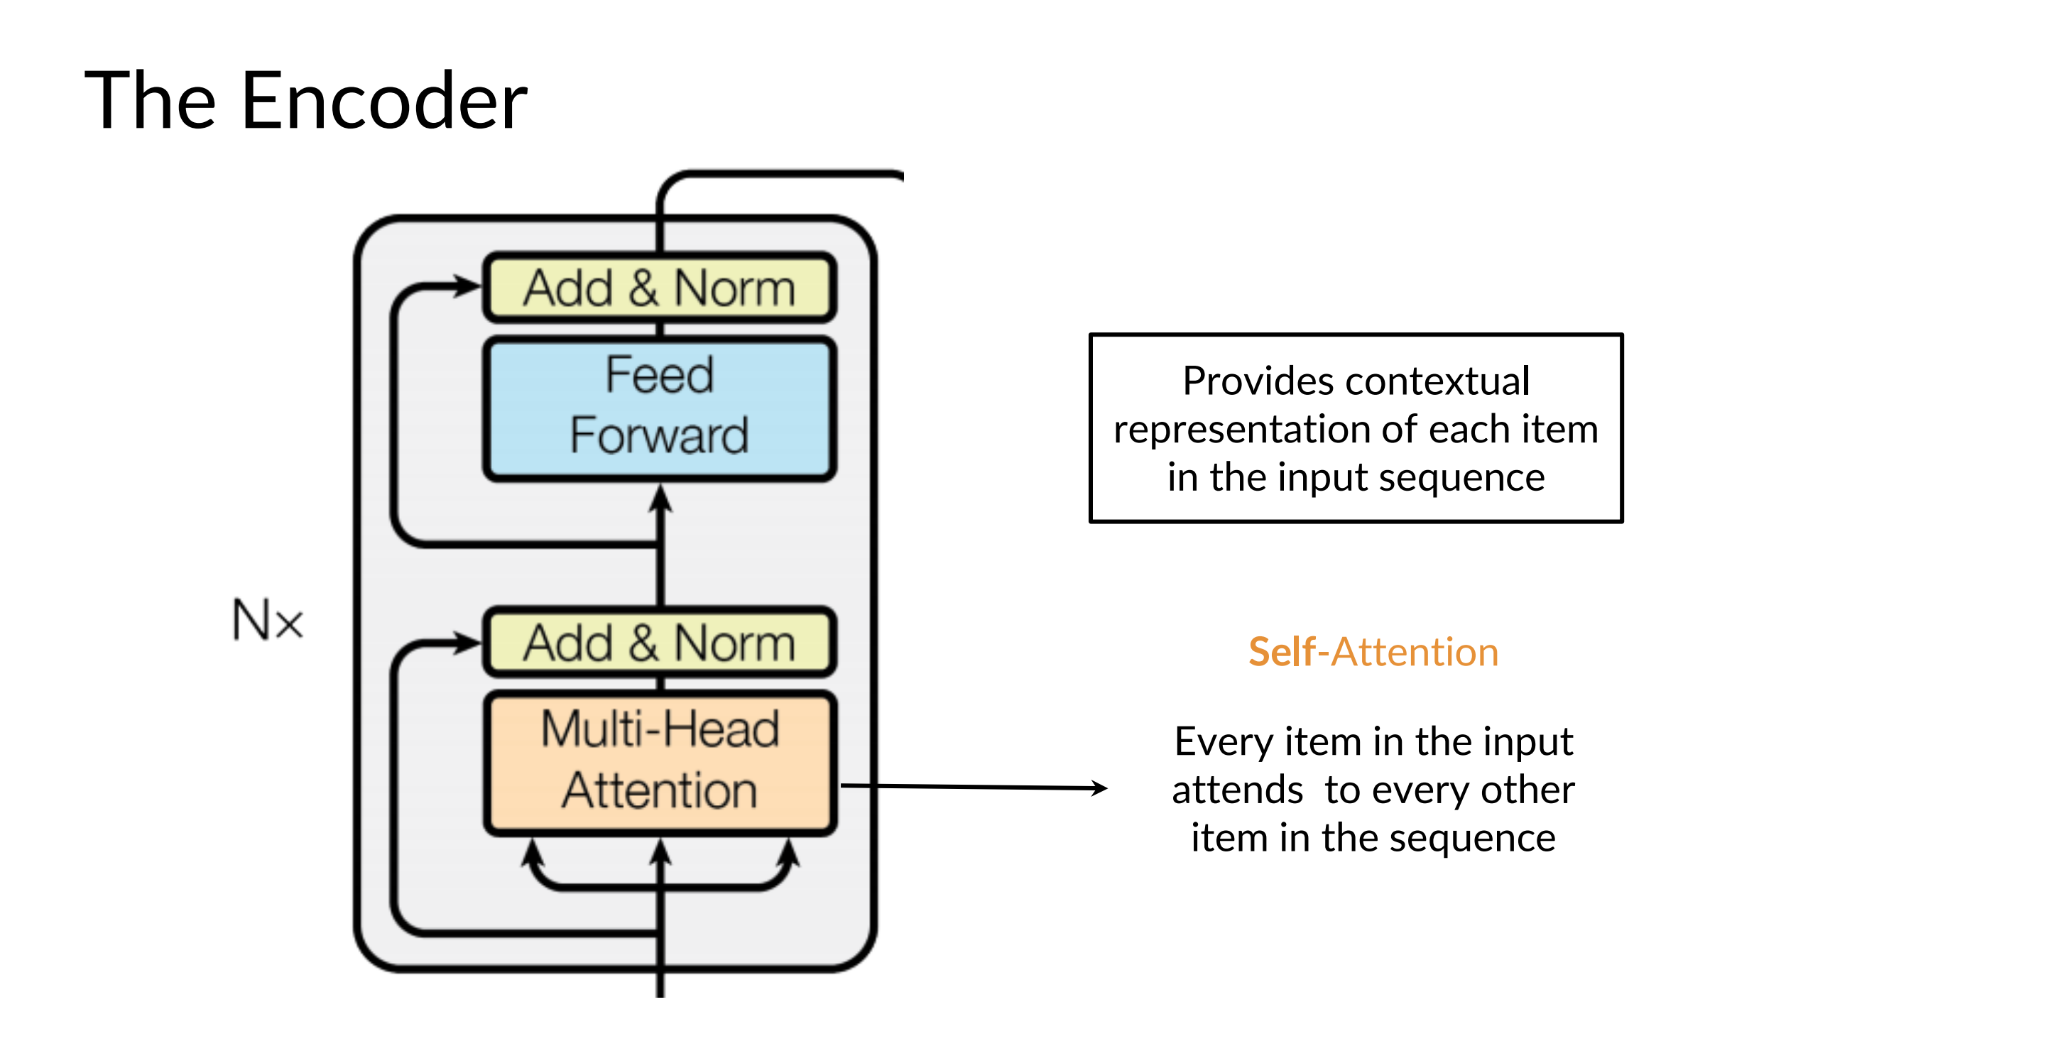 The Encoder
Add & Norm
Feed
Forward
Nx
Add & Norm
Multi-Head
Attention
Provides contextual
representation of each item
in the input sequence
Self-Attention
Every item in the input
attends  to every other
item in the sequence